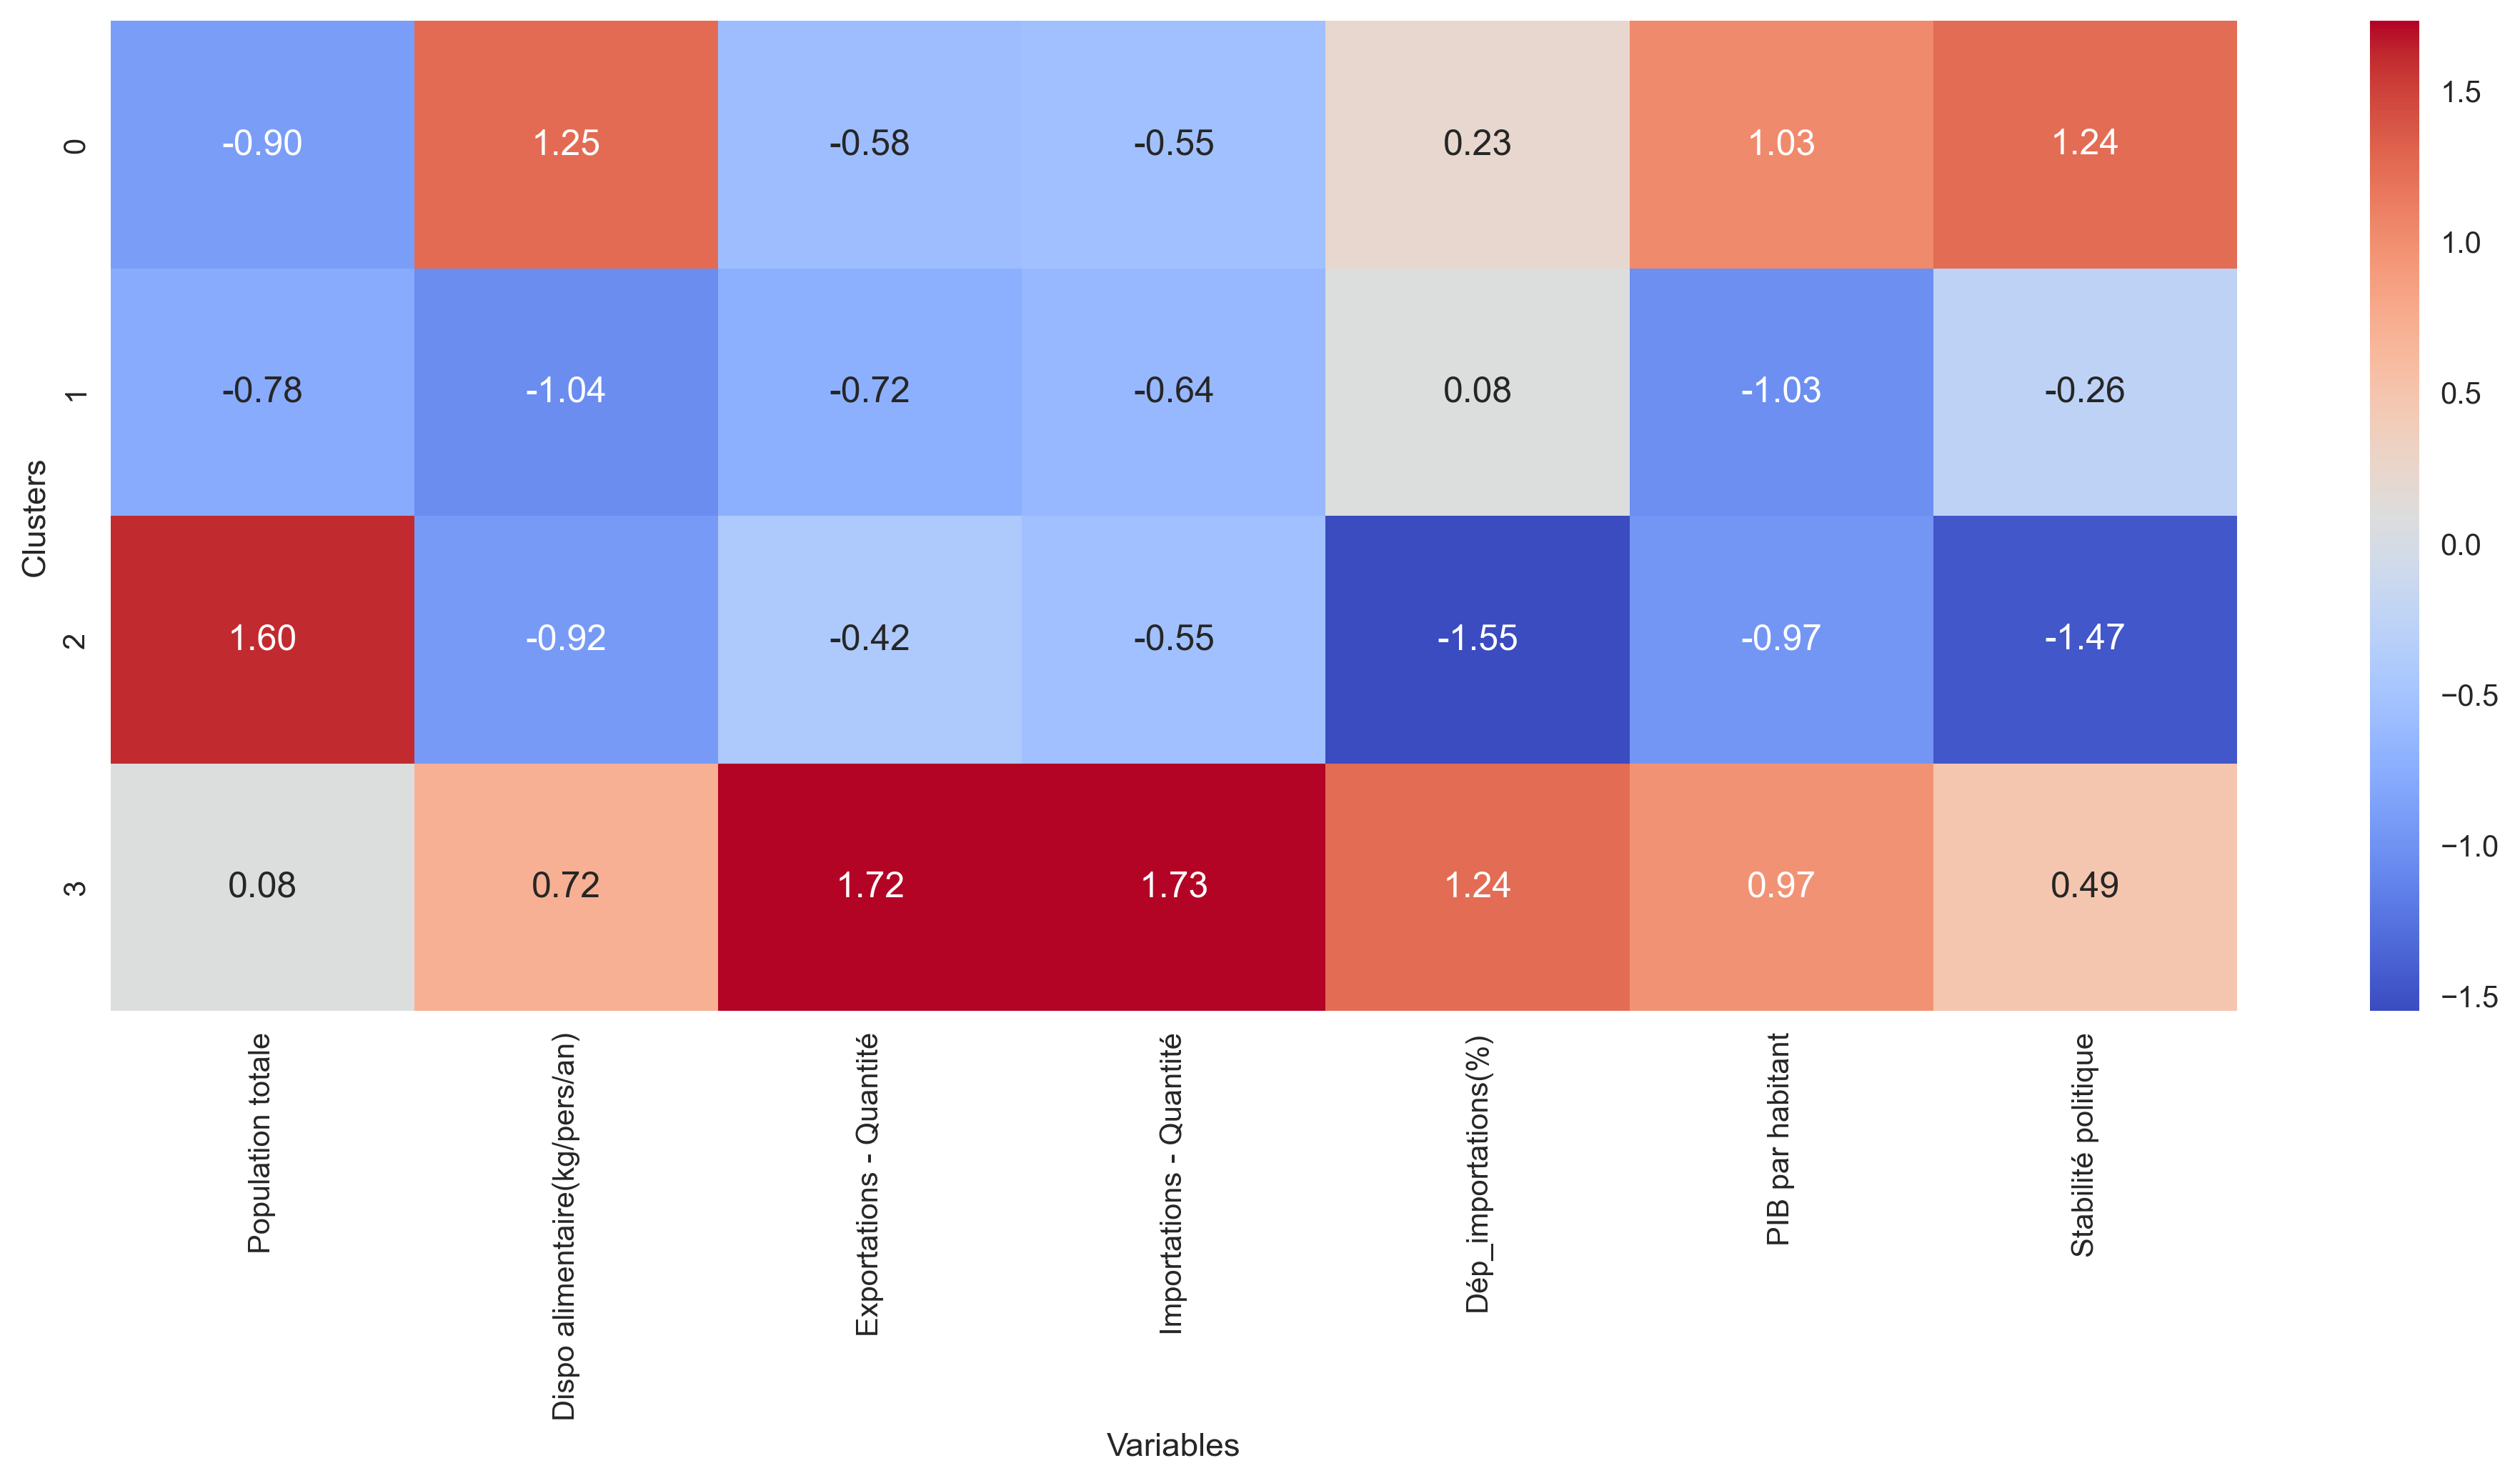 Clusters
0
-0.90 1.25 -0.58 -0.55 0.23 1.03 1.24
1
-0.78 -1.04 -0.72 -0.64 0.08 -1.03 -0.26
2
1.60 -0.92 -0.42 -0.55 -1.55 -0.97 -1.47
3
0.08 0.72 1.72 1.73 1.24 0.97 0.49
Population totale
Dispo alimentaire(kg/pers/an)
Exportations - Quantité
Importations - Quantité
Dép_importations(%)
PIB par habitant
Stabilité politique
Variables
1.5
1.0
0.5
0.0
−0.5
−1.0
−1.5